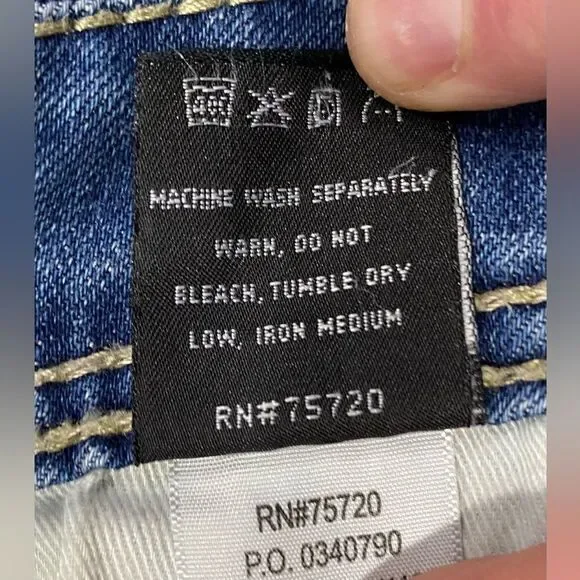 MACHINE WASH SEPARATELY
WARM, DO NOT
BLEACH, TUMBLE DRY
LOW, IRON MEDIUM
RN#75720
RN#75720
P.O. 0340790